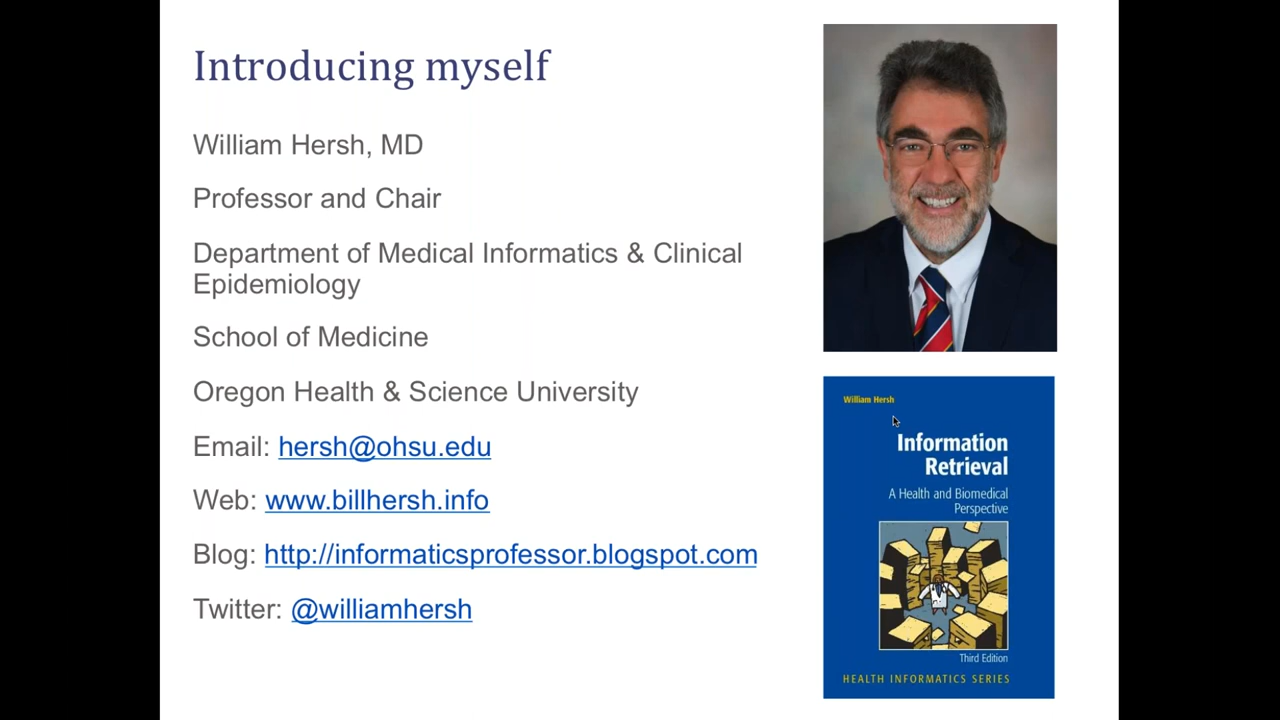 Introducing myself
William Hersh, MD
Professor and Chair
Department of Medical Informatics & Clinical
Epidemiology
School of Medicine
Oregon Health & Science University
Email: hersh@ohsu.edu
Web: www.billhersh.info
Blog: http://informaticsprofessor.blogspot.com
Twitter: @williamhersh
William Hersh
Information
Retrieval
A Health and Biomedical
Perspective
Third Edition
HEALTH INFORMATICS SERIES